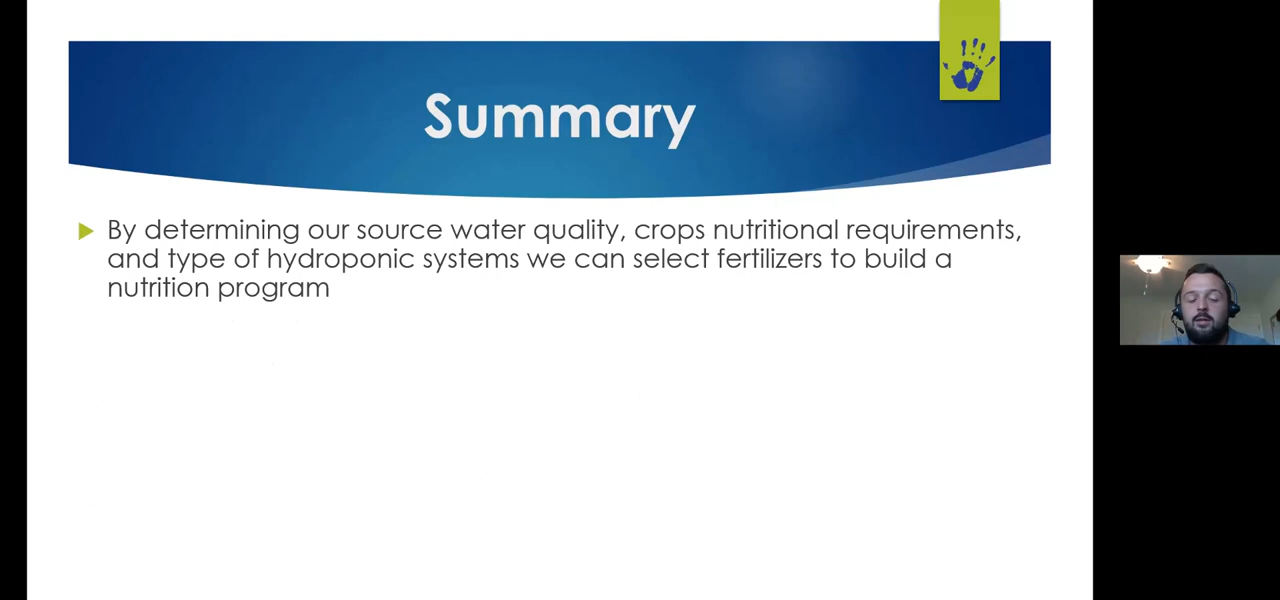 Summary
By determining our source water quality, crops nutritional requirements,
and type of hydroponic systems we can select fertilizers to build a
nutrition program